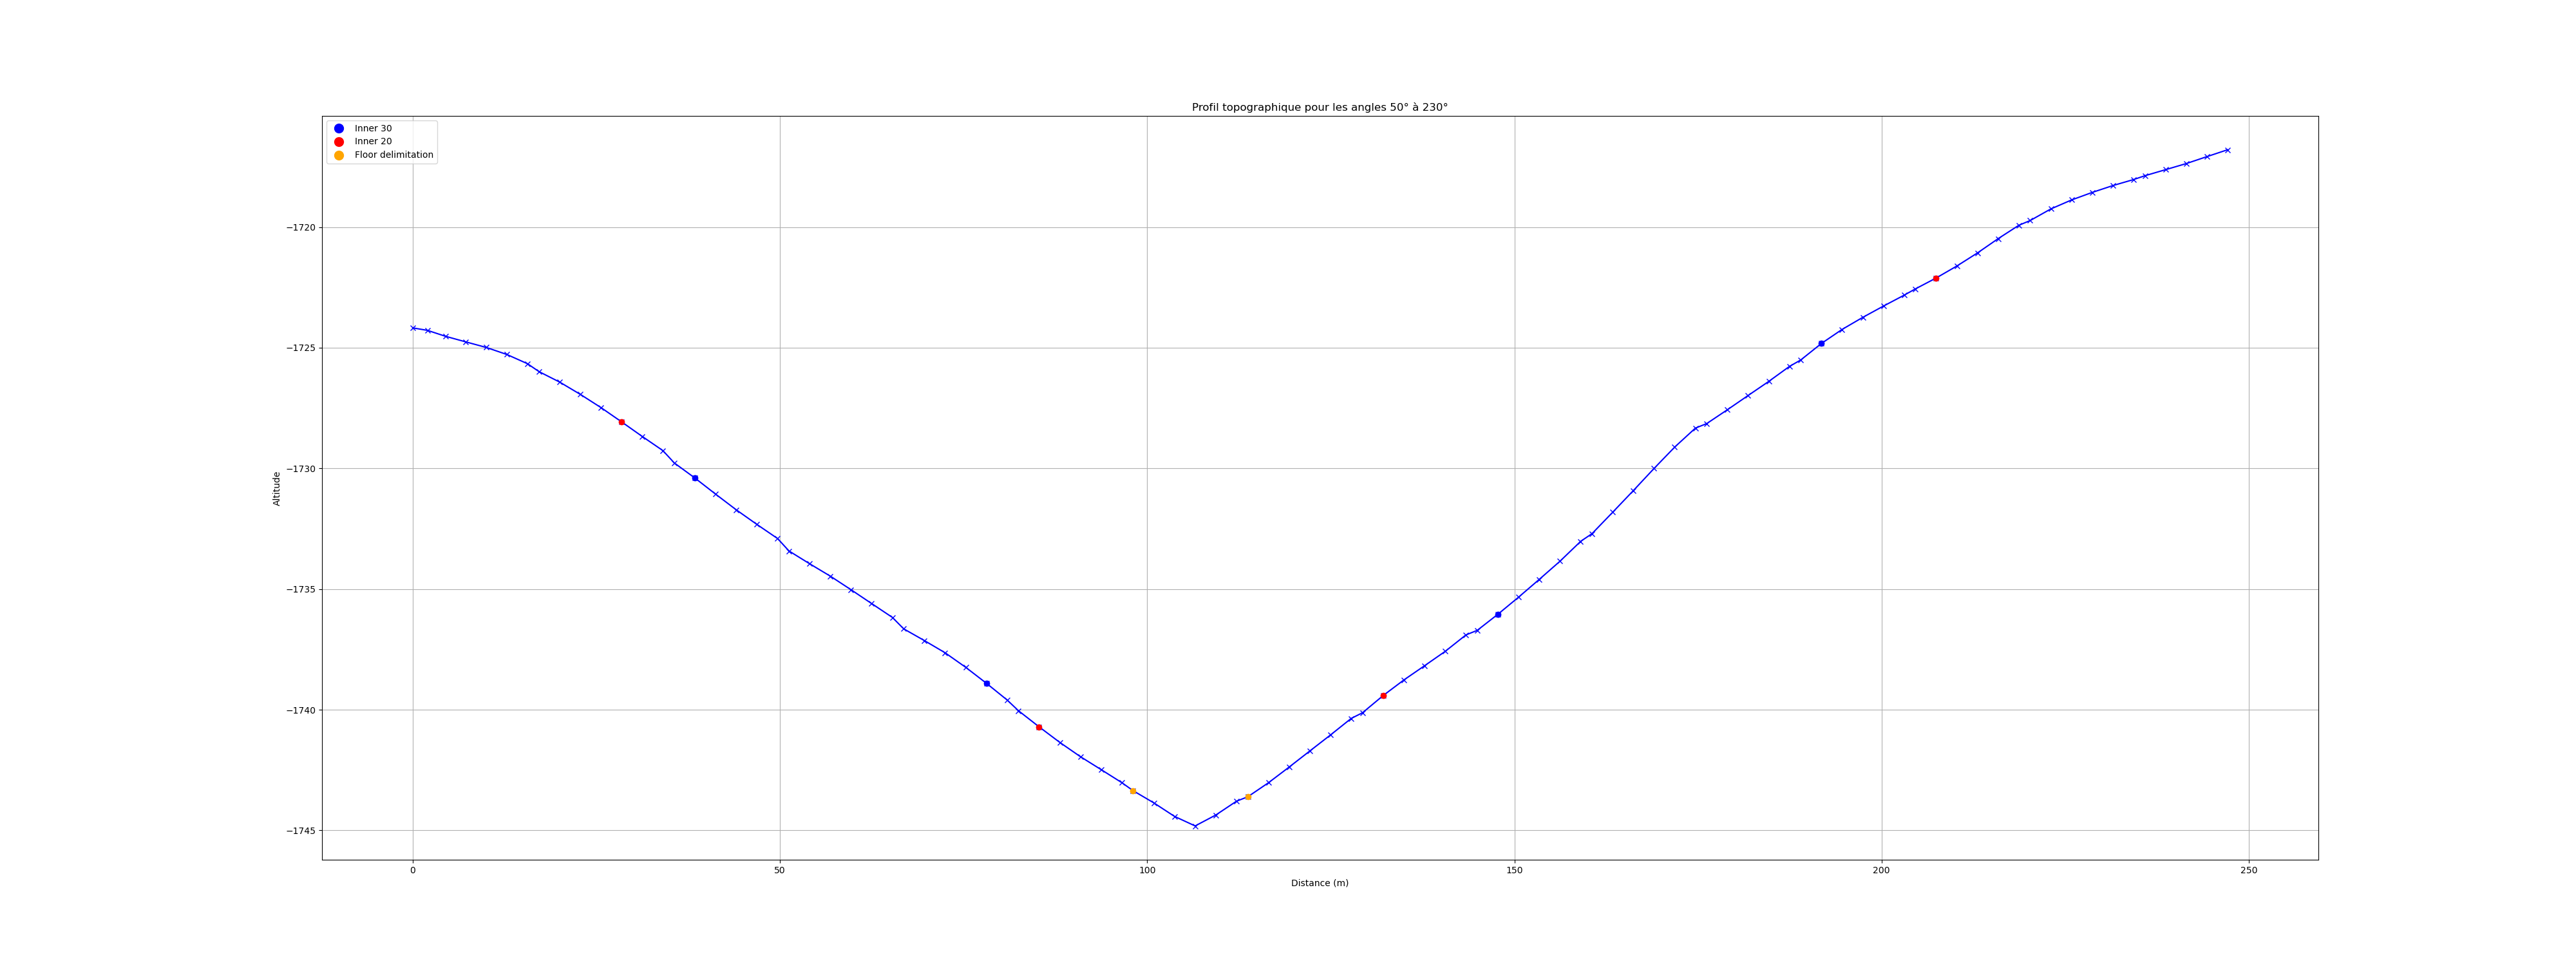 Profil topographique pour les angles 50° à 230°
Inner 30
Inner 20
Floor delimitation
−1720
−1725
−1730
−1735
−1740
−1745
Altitude
0 50 100 150 200 250
Distance (m)